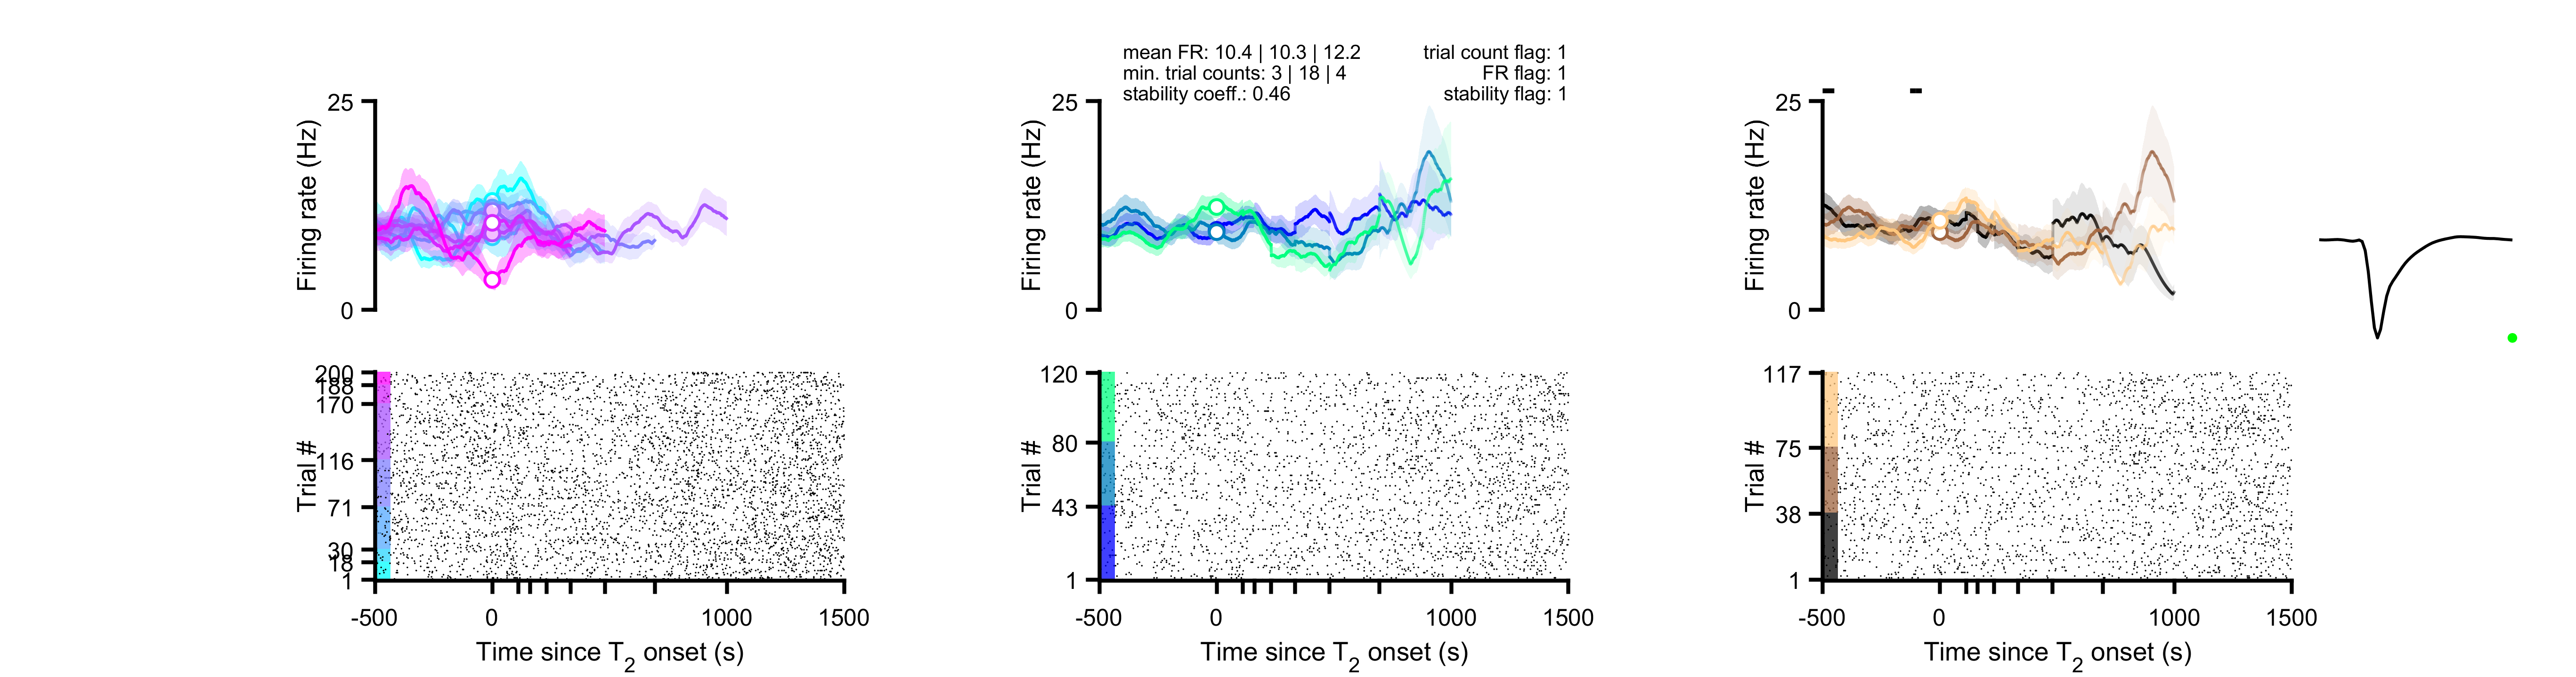 mean FR: 10.4 | 10.3 | 12.2
min. trial counts: 3 | 18 | 4
stability coeff.: 0.46
trial count flag: 1
FR flag: 1
stability flag: 1
25
0
Firing rate (Hz)
25
0
Firing rate (Hz)
25
0
Firing rate (Hz)
200
188
170
116
71
30
18
1
Trial #
-500 0 1000 1500
Time since T2 onset (s)
120
80
43
1
Trial #
-500 0 1000 1500
Time since T2 onset (s)
117
75
38
1
Trial #
-500 0 1000 1500
Time since T2 onset (s)